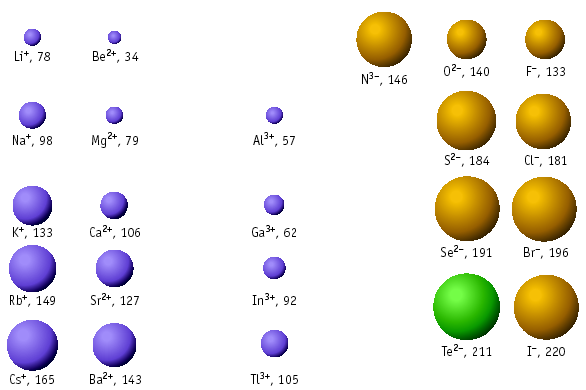 Li⁺, 78
Be²⁺, 34
N³⁻, 146
O²⁻, 140
F⁻, 133
Na⁺, 98
Mg²⁺, 79
Al³⁺, 57
S²⁻, 184
Cl⁻, 181
K⁺, 133
Ca²⁺, 106
Ga³⁺, 62
Se²⁻, 191
Br⁻, 196
Rb⁺, 149
Sr²⁺, 127
In³⁺, 92
Te²⁻, 211
I⁻, 220
Cs⁺, 165
Ba²⁺, 143
Tl³⁺, 105